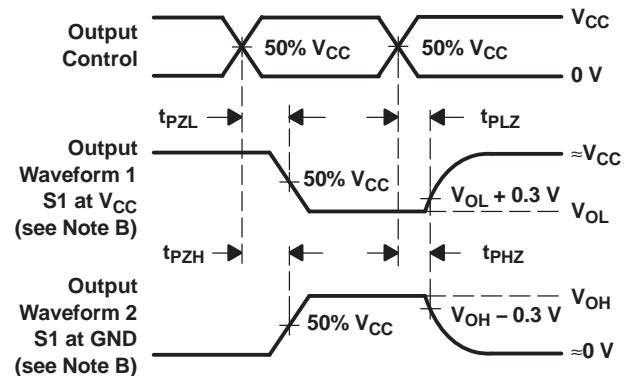 Output
Control
50% VCC
50% VCC
VCC
0 V
tPZL
tPLZ
Output
Waveform 1
S1 at VCC
(see Note B)
50% VCC
≈VCC
VOL + 0.3 V
VOL
tPZH
tPHZ
Output
Waveform 2
S1 at GND
(see Note B)
50% VCC
VOH
VOH − 0.3 V
≈0 V